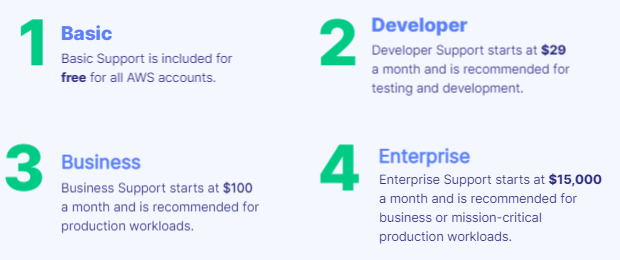 1 Basic
Basic Support is included for
free for all AWS accounts.
2 Developer
Developer Support starts at $29
a month and is recommended for
testing and development.
3 Business
Business Support starts at $100
a month and is recommended for
production workloads.
4 Enterprise
Enterprise Support starts at $15,000
a month and is recommended for
business or mission-critical
production workloads.